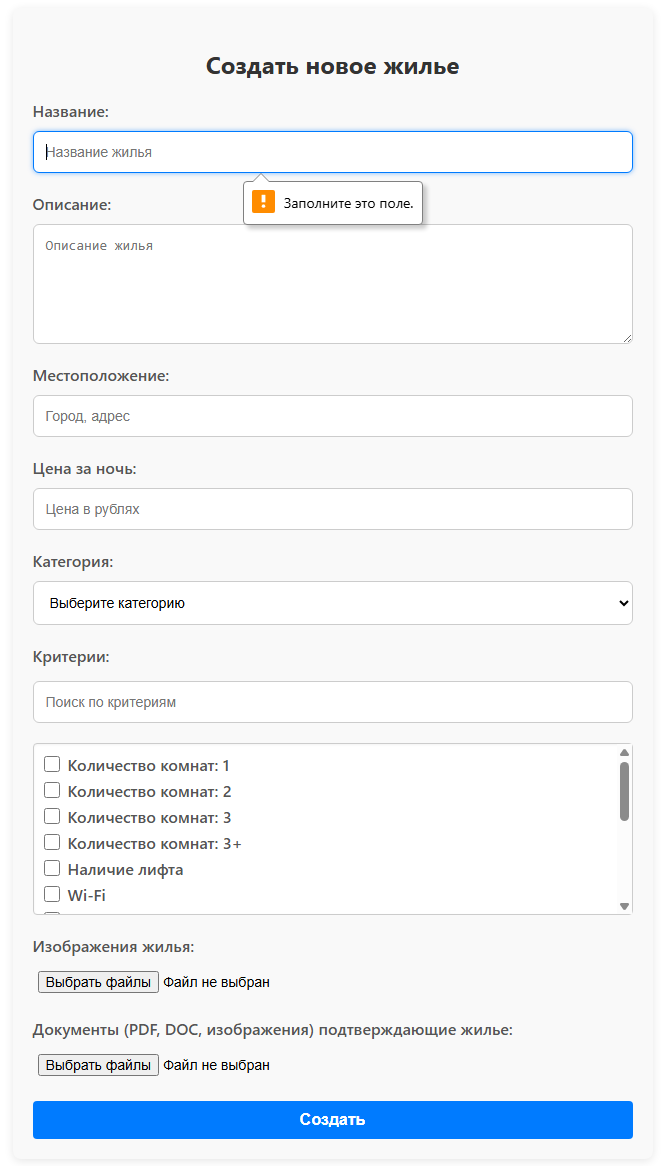 Создать новое жилье
Название:
Название жилья
Заполните это поле.
Описание:
Описание жилья
Местоположение:
Город, адрес
Цена за ночь:
Цена в рублях
Категория:
Выберите категорию
Критерии:
Поиск по критериям
Количество комнат: 1
Количество комнат: 2
Количество комнат: 3
Количество комнат: 3+
Наличие лифта
Wi-Fi
Изображения жилья:
Выбрать файлы Файл не выбран
Документы (PDF, DOC, изображения) подтверждающие жилье:
Выбрать файлы Файл не выбран
Создать